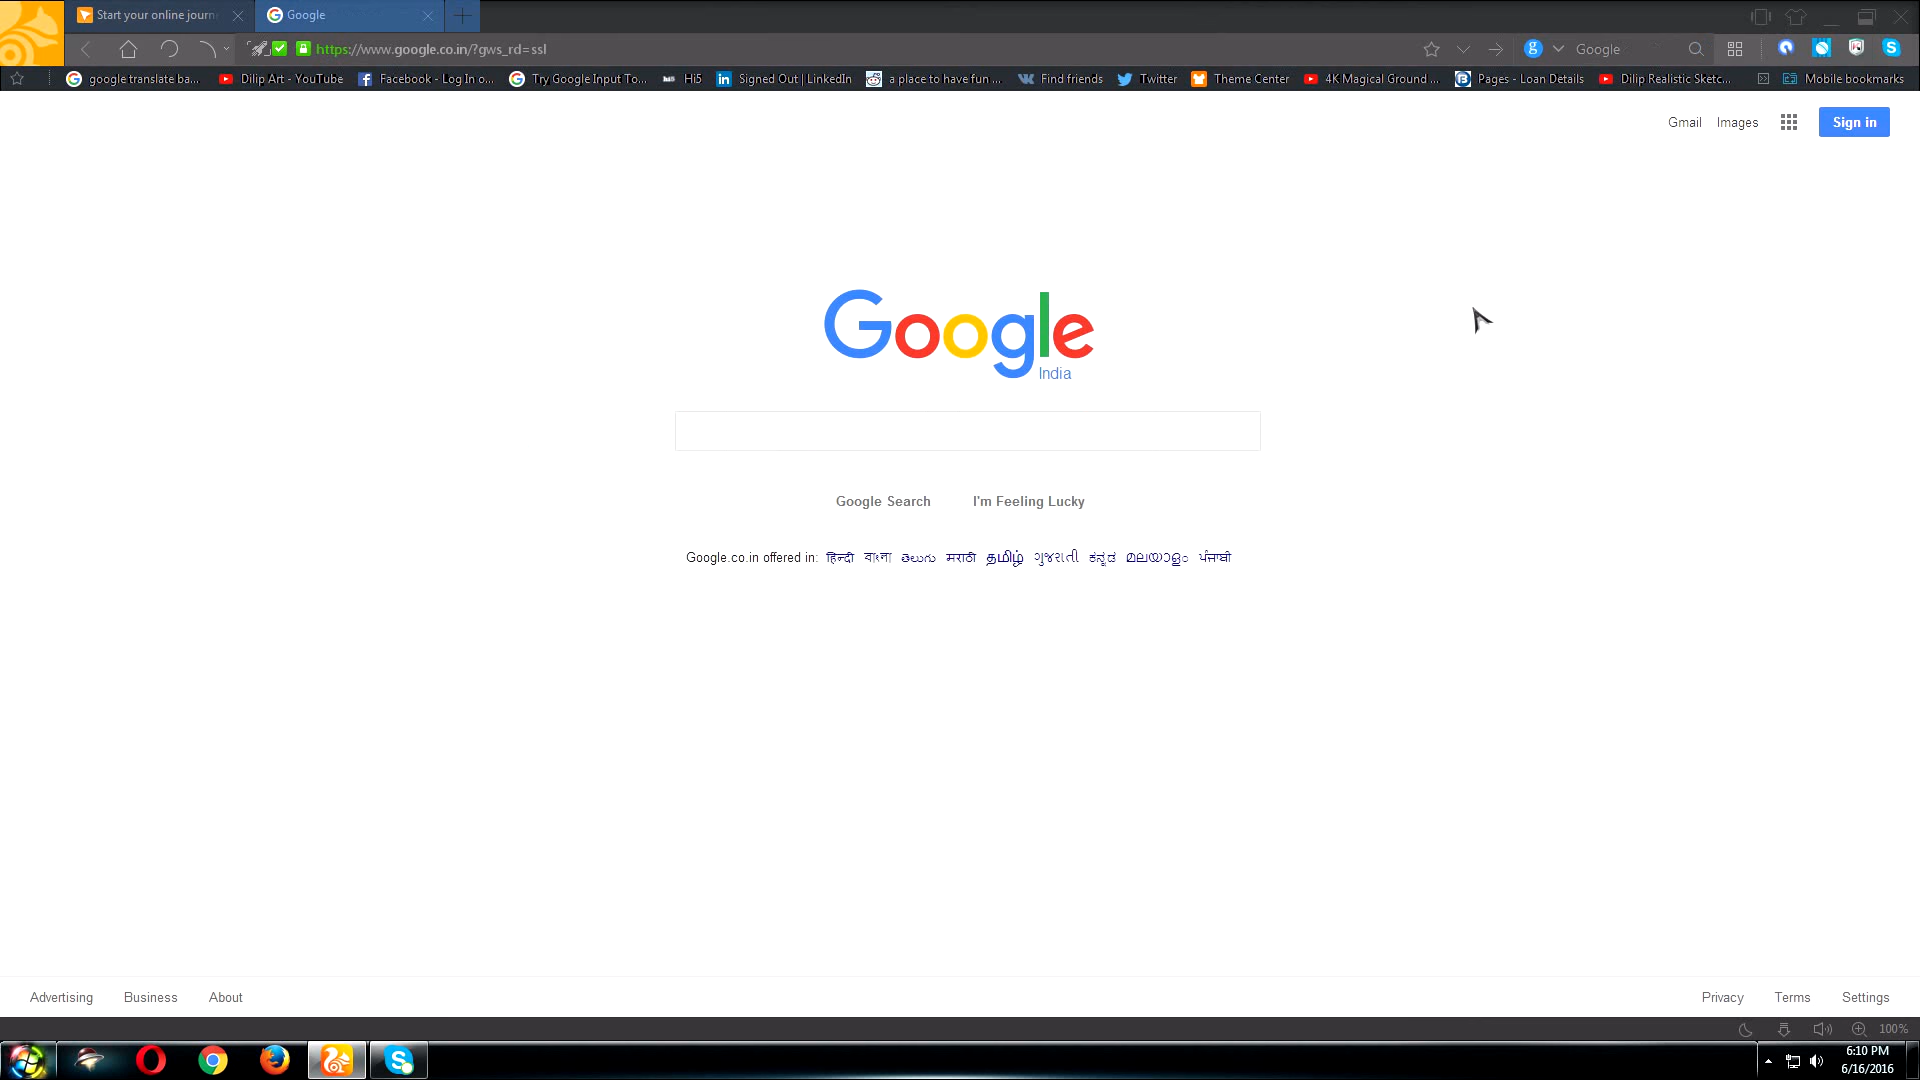 Start your online journ
Google
https://www.google.co.in/?gws_rd=ssl
Google
google translate ba...
Dilip Art - YouTube
Facebook - Log In o...
Try Google Input To...
Hi5
Signed Out | LinkedIn
a place to have fun ...
Find friends
Twitter
Theme Center
4K Magical Ground ...
Pages - Loan Details
Dilip Realistic Sketc...
Mobile bookmarks
Gmail Images Sign in
Google
India
Google Search I'm Feeling Lucky
Google.co.in offered in: हिन्दी বাংলা తెలుగు मराठी தமிழ் ગુજરાતી ಕನ್ನಡ മലയാളം ਪੰਜਾਬੀ
Advertising Business About
Privacy Terms Settings
100%
6:10 PM
6/16/2016